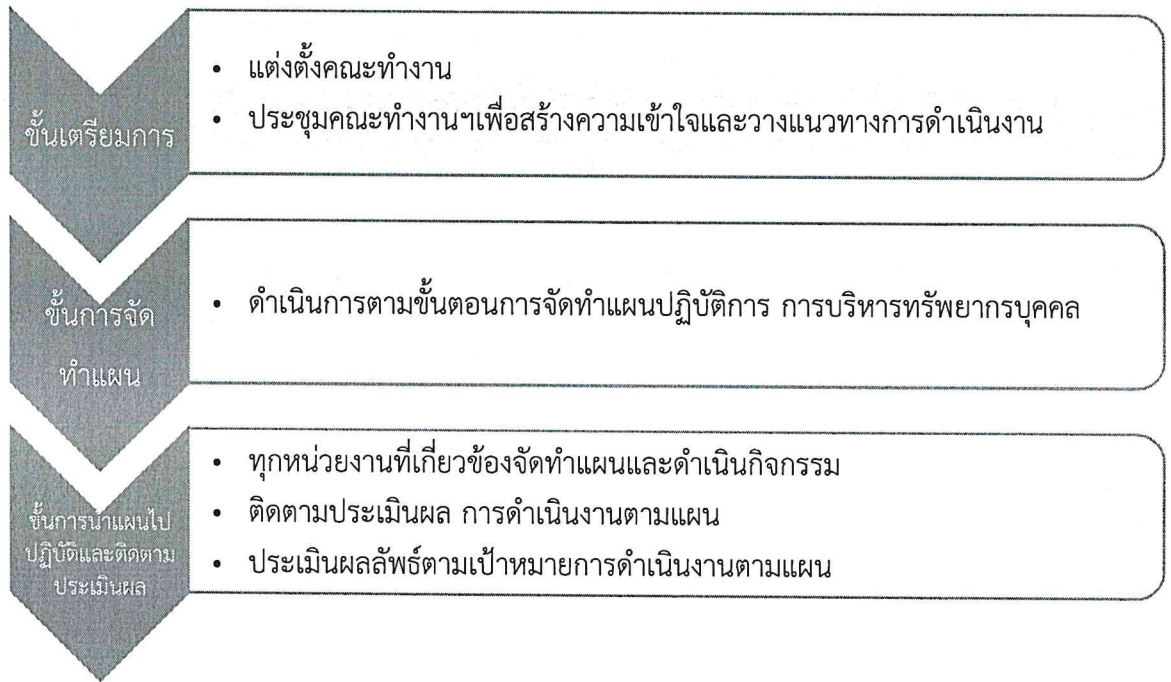 ขั้นเตรียมการ
• แต่งตั้งคณะทำงาน
• ประชุมคณะทำงานฯเพื่อสร้างความเข้าใจและวางแนวทางการดำเนินงาน
ขั้นการจัด
ทำแผน
• ดำเนินการตามขั้นตอนการจัดทำแผนปฏิบัติการ การบริหารทรัพยากรบุคคล
ขั้นการนำแผนไป
ปฏิบัติและติดตาม
ประเมินผล
• ทุกหน่วยงานที่เกี่ยวข้องจัดทำแผนและดำเนินกิจกรรม
• ติดตามประเมินผล การดำเนินงานตามแผน
• ประเมินผลลัพธ์ตามเป้าหมายการดำเนินงานตามแผน